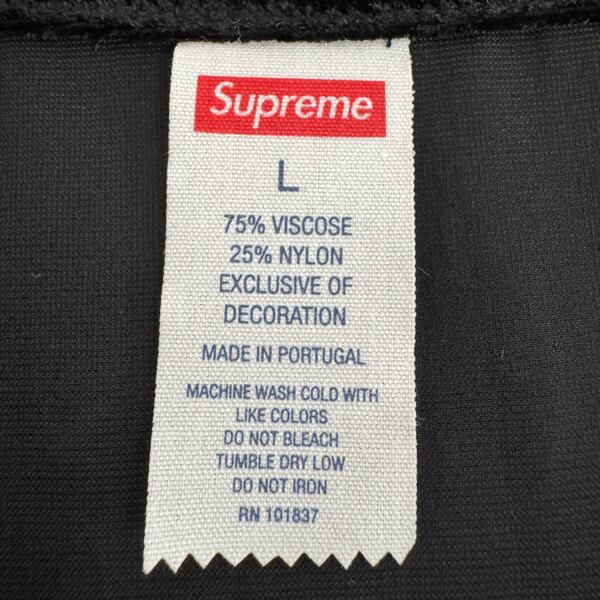 Supreme
L
75% VISCOSE
25% NYLON
EXCLUSIVE OF
DECORATION
MADE IN PORTUGAL
MACHINE WASH COLD WITH
LIKE COLORS
DO NOT BLEACH
TUMBLE DRY LOW
DO NOT IRON
RN 101837